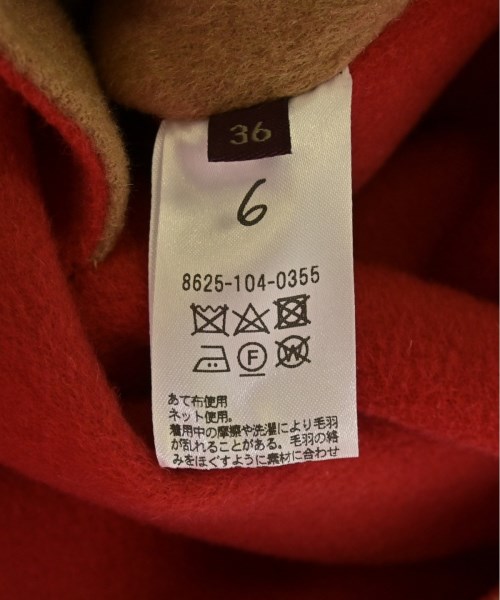 36
6
8625-104-0355
F
W
あて布使用
ネット使用。
着用中の摩擦や洗濯により毛羽
が乱れることがある。毛羽の絡
みをほぐすように素材に合わせ